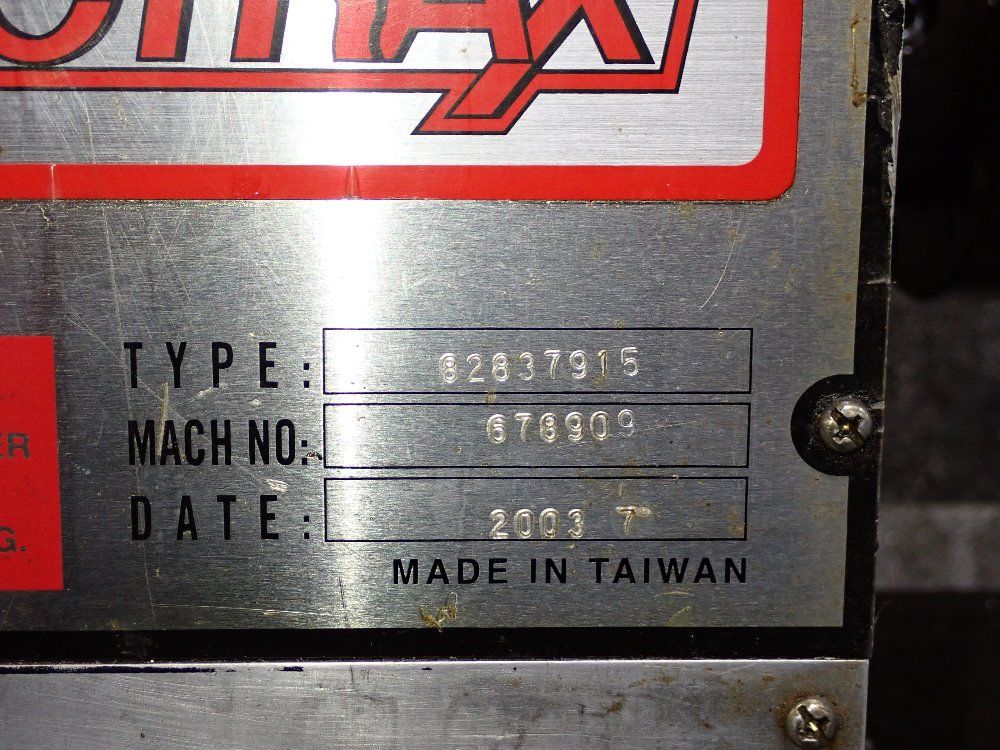 TYPE: 82837915
MACH NO: 678909
DATE: 2003 7
MADE IN TAIWAN